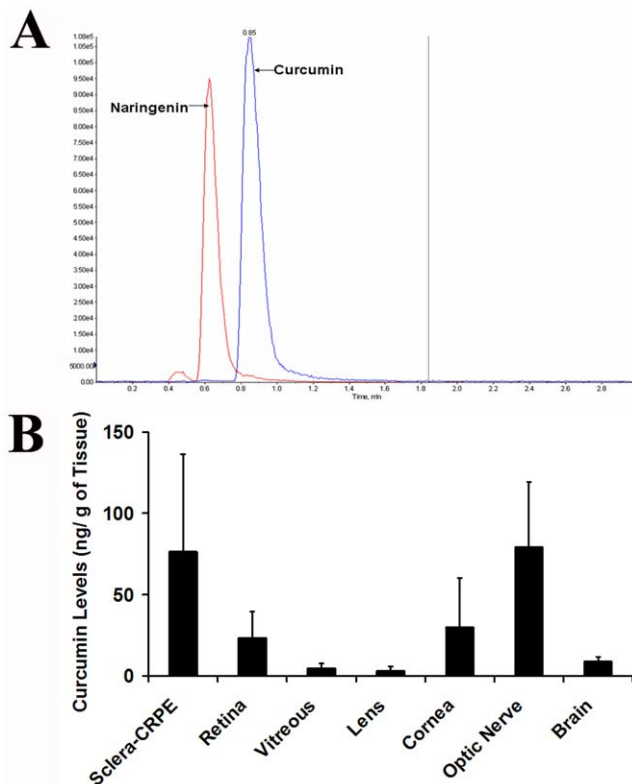 A
0.85
1.08e5
1.00e5
9.50e4
9.00e4
8.50e4
8.00e4
7.50e4
7.00e4
6.50e4
6.00e4
5.50e4
5.00e4
4.50e4
4.00e4
3.50e4
3.00e4
2.50e4
2.00e4
1.50e4
1.00e4
5000.00
0.00
Naringenin
Curcumin
0.2 0.4 0.6 0.8 1.0 1.2 1.4 1.6 1.8 2.0 2.2 2.4 2.6 2.8
Time, min
B
Curcumin Levels (ng/ g of Tissue)
150
100
50
0
Sclera-CRPE
Retina
Vitreous
Lens
Cornea
Optic Nerve
Brain